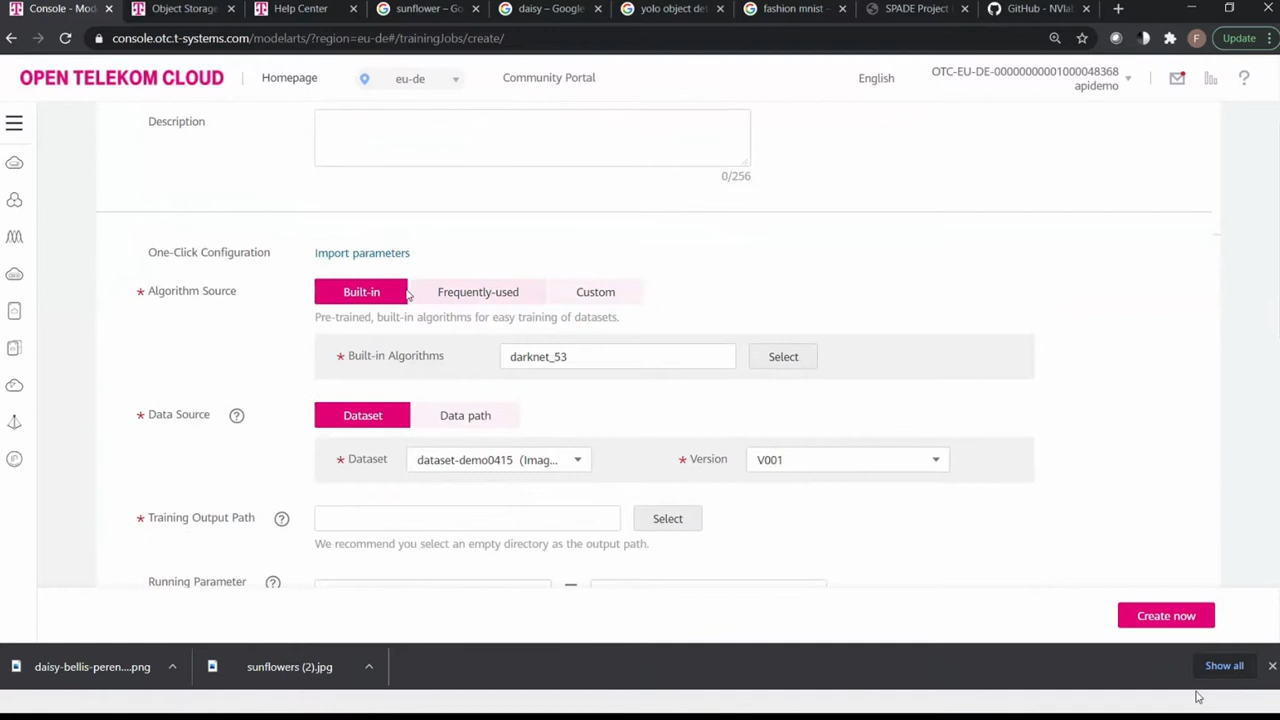 Console - Mod
Object Storage
Help Center
sunflower – Go
daisy – Google
yolo object det
fashion mnist –
SPADE Project
GitHub - NVlab
console.otc.t-systems.com/modelarts/?region=eu-de#/trainingJobs/create/
F
Update
OPEN TELEKOM CLOUD
Homepage
eu-de
Community Portal
English
OTC-EU-DE-00000000001000048368
apidemo
Description
0/256
One-Click Configuration
Import parameters
* Algorithm Source
Built-in
Frequently-used
Custom
Pre-trained, built-in algorithms for easy training of datasets.
* Built-in Algorithms
darknet_53
Select
* Data Source
Dataset
Data path
* Dataset
dataset-demo0415 (Imag...
* Version
V001
* Training Output Path
Select
We recommend you select an empty directory as the output path.
Running Parameter
Create now
daisy-bellis-peren....png
sunflowers (2).jpg
Show all